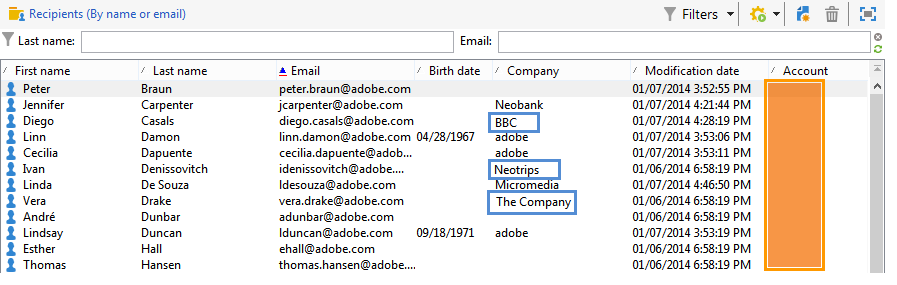 Recipients (By name or email) Filters
Last name: Email:
First name Last name Email Birth date Company Modification date Account
Peter Braun peter.braun@adobe.com 01/07/2014 3:52:55 PM
Jennifer Carpenter jcarpenter@adobe.com Neobank 01/07/2014 4:21:44 PM
Diego Casals diego.casals@adobe.com BBC 01/07/2014 4:28:19 PM
Linn Damon linn.damon@adobe.com 04/28/1967 adobe 01/07/2014 3:53:06 PM
Cecilia Dapuente cecilia.dapuente@adob... adobe 01/07/2014 3:53:11 PM
Ivan Denissovitch idenissovitch@adobe.... Neotrips 01/06/2014 6:58:19 PM
Linda De Souza ldesouza@adobe.com Micromedia 01/07/2014 4:46:50 PM
Vera Drake vera.drake@adobe.com The Company 01/06/2014 6:58:19 PM
André Dunbar adunbar@adobe.com 01/06/2014 6:58:19 PM
Lindsay Duncan lduncan@adobe.com 09/18/1971 adobe 01/07/2014 3:53:19 PM
Esther Hall ehall@adobe.com 01/06/2014 6:58:19 PM
Thomas Hansen thomas.hansen@adobe.... 01/06/2014 6:58:19 PM